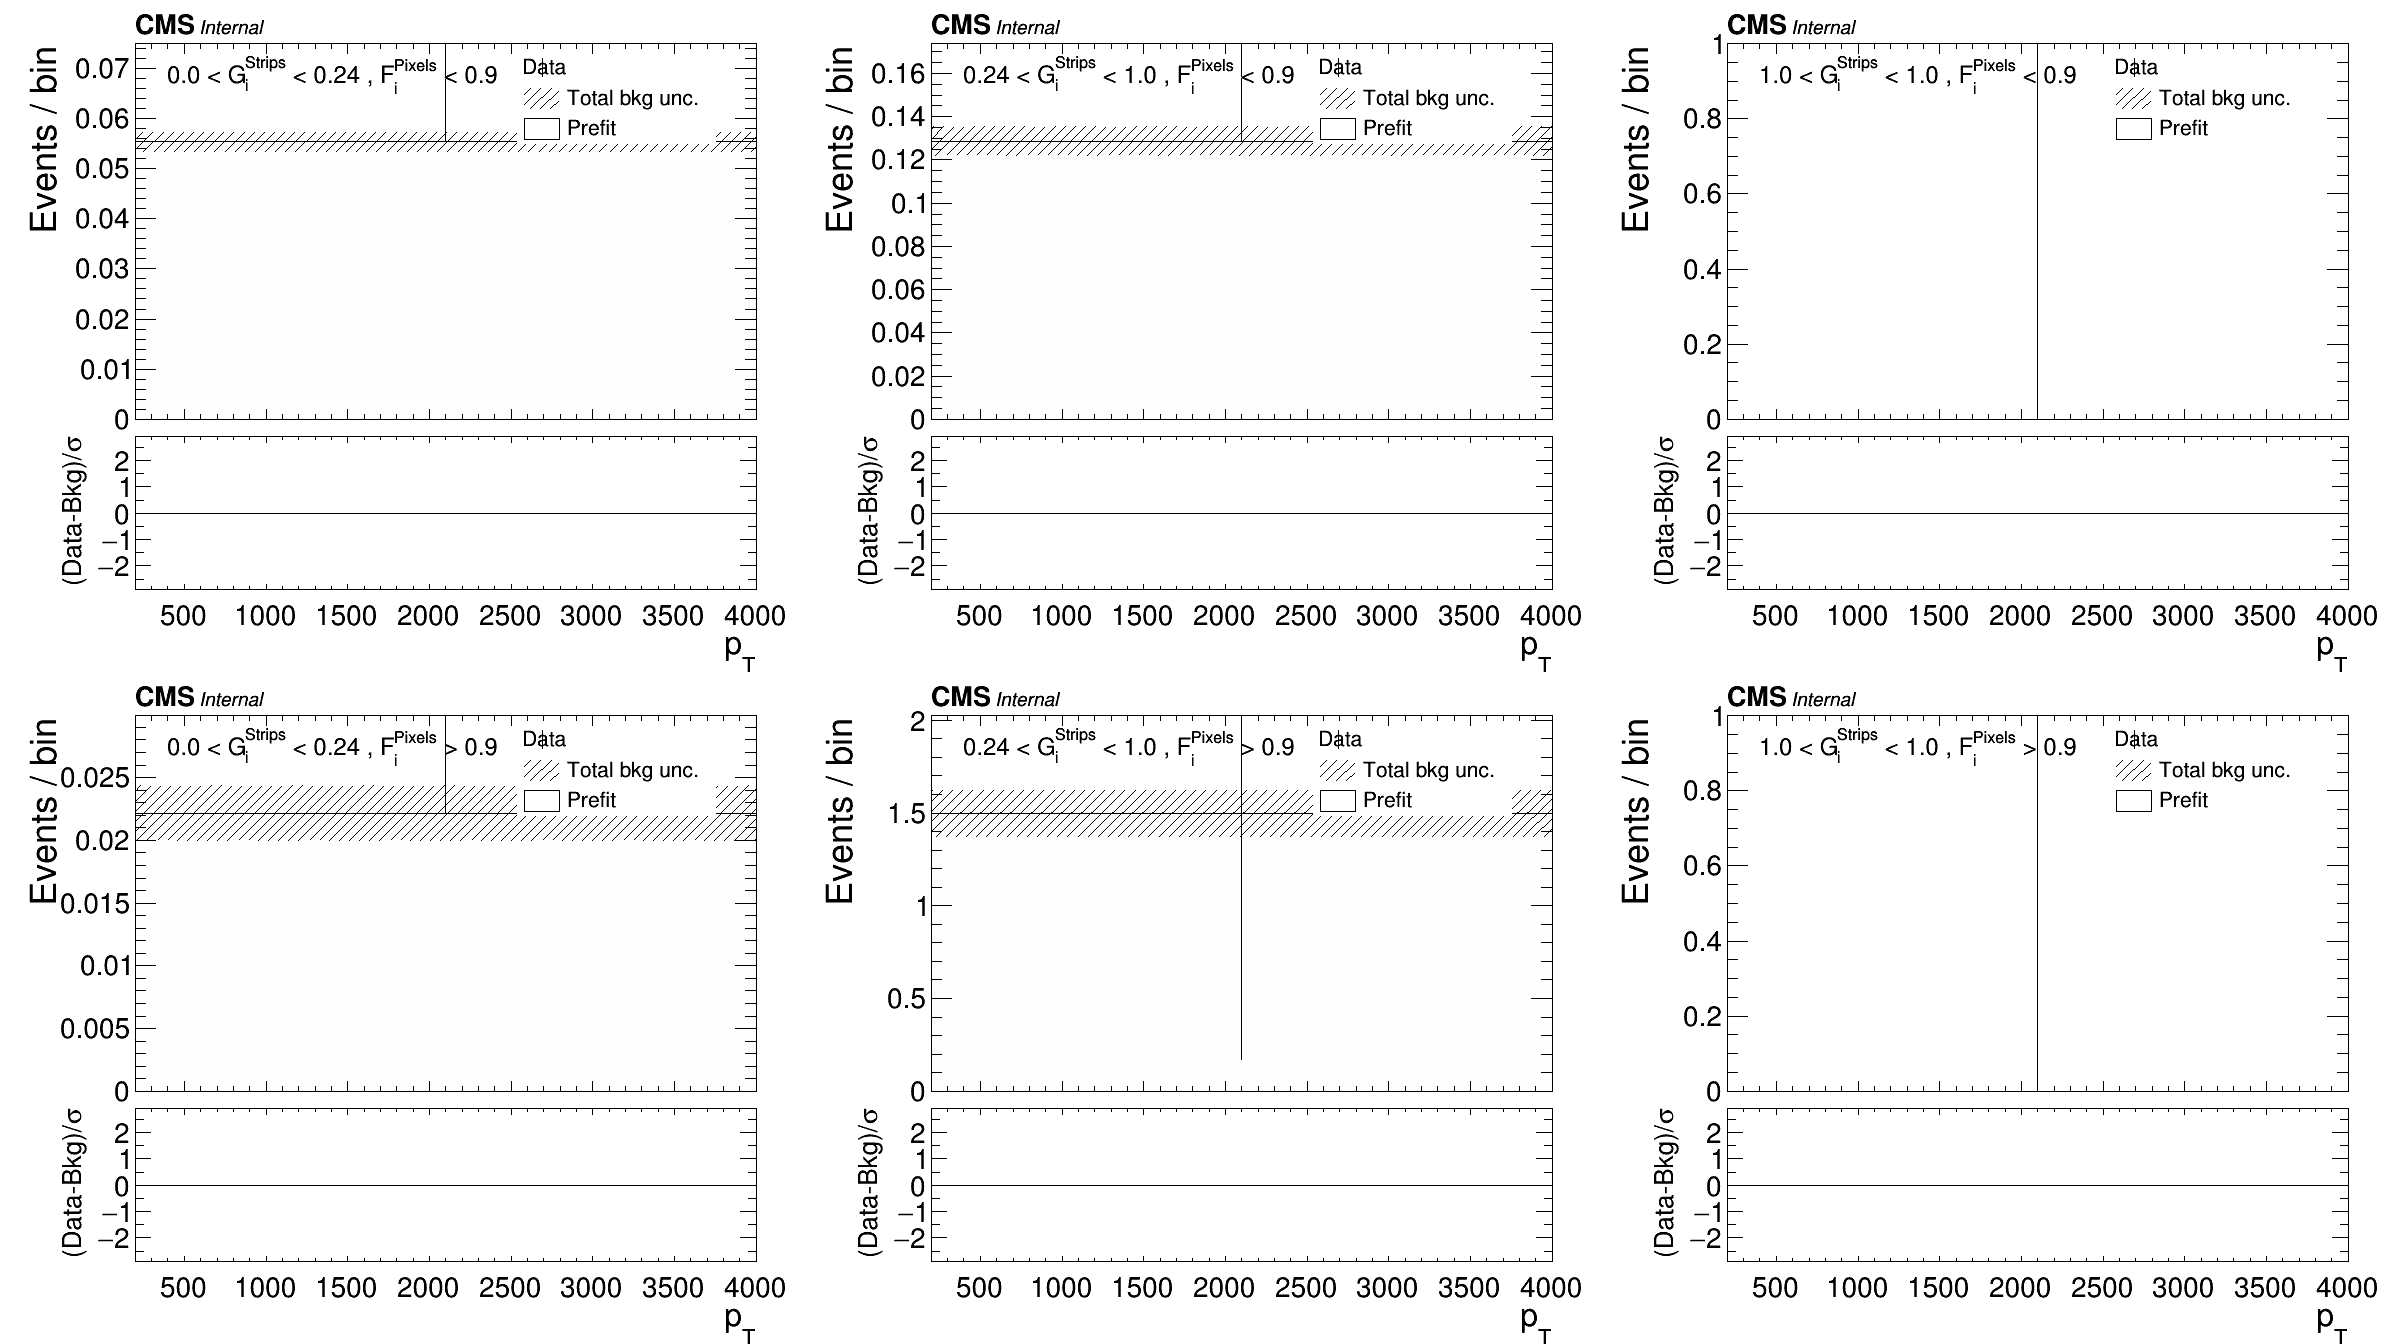 CMS Internal
Events / bin
0.0 < G_i^Strips < 0.24 , F_i^Pixels < 0.9
Data
Total bkg unc.
Prefit
0.07
0.06
0.05
0.04
0.03
0.02
0.01
0
(Data-Bkg)/σ
2
1
0
−1
−2
500 1000 1500 2000 2500 3000 3500 4000
p_T
CMS Internal
Events / bin
0.24 < G_i^Strips < 1.0 , F_i^Pixels < 0.9
Data
Total bkg unc.
Prefit
0.16
0.14
0.12
0.1
0.08
0.06
0.04
0.02
0
(Data-Bkg)/σ
2
1
0
−1
−2
500 1000 1500 2000 2500 3000 3500 4000
p_T
CMS Internal
Events / bin
1.0 < G_i^Strips < 1.0 , F_i^Pixels < 0.9
Data
Total bkg unc.
Prefit
1
0.8
0.6
0.4
0.2
0
(Data-Bkg)/σ
2
1
0
−1
−2
500 1000 1500 2000 2500 3000 3500 4000
p_T
CMS Internal
Events / bin
0.0 < G_i^Strips < 0.24 , F_i^Pixels > 0.9
Data
Total bkg unc.
Prefit
0.025
0.02
0.015
0.01
0.005
0
(Data-Bkg)/σ
2
1
0
−1
−2
500 1000 1500 2000 2500 3000 3500 4000
p_T
CMS Internal
Events / bin
0.24 < G_i^Strips < 1.0 , F_i^Pixels > 0.9
Data
Total bkg unc.
Prefit
2
1.5
1
0.5
0
(Data-Bkg)/σ
2
1
0
−1
−2
500 1000 1500 2000 2500 3000 3500 4000
p_T
CMS Internal
Events / bin
1.0 < G_i^Strips < 1.0 , F_i^Pixels > 0.9
Data
Total bkg unc.
Prefit
1
0.8
0.6
0.4
0.2
0
(Data-Bkg)/σ
2
1
0
−1
−2
500 1000 1500 2000 2500 3000 3500 4000
p_T